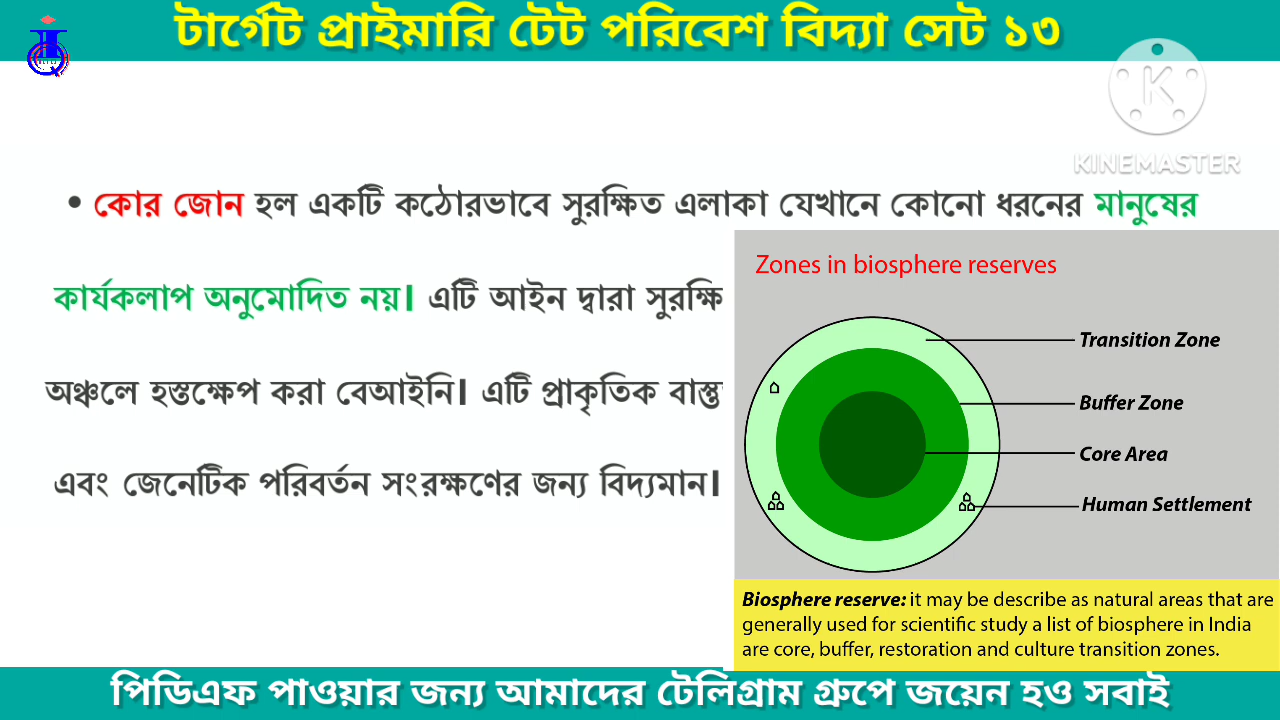 টার্গেট প্রাইমারি টেট পরিবেশ বিদ্যা সেট ১৩
KINEMASTER
• কোর জোন হল একটি কঠোরভাবে সুরক্ষিত এলাকা যেখানে কোনো ধরনের মানুষের
কার্যকলাপ অনুমোদিত নয়। এটি আইন দ্বারা সুরক্ষি
অঞ্চলে হস্তক্ষেপ করা বেআইনি। এটি প্রাকৃতিক
এবং জেনেটিক পরিবর্তন সংরক্ষণের জন্য বিদ্যমান।
Zones in biosphere reserves
Transition Zone
Buffer Zone
Core Area
Human Settlement
Biosphere reserve: it may be describe as natural areas that are
generally used for scientific study a list of biosphere in India
are core, buffer, restoration and culture transition zones.
পিডিএফ পাওয়ার জন্য আমাদের টেলিগ্রাম গ্রুপে জয়েন হও সবাই